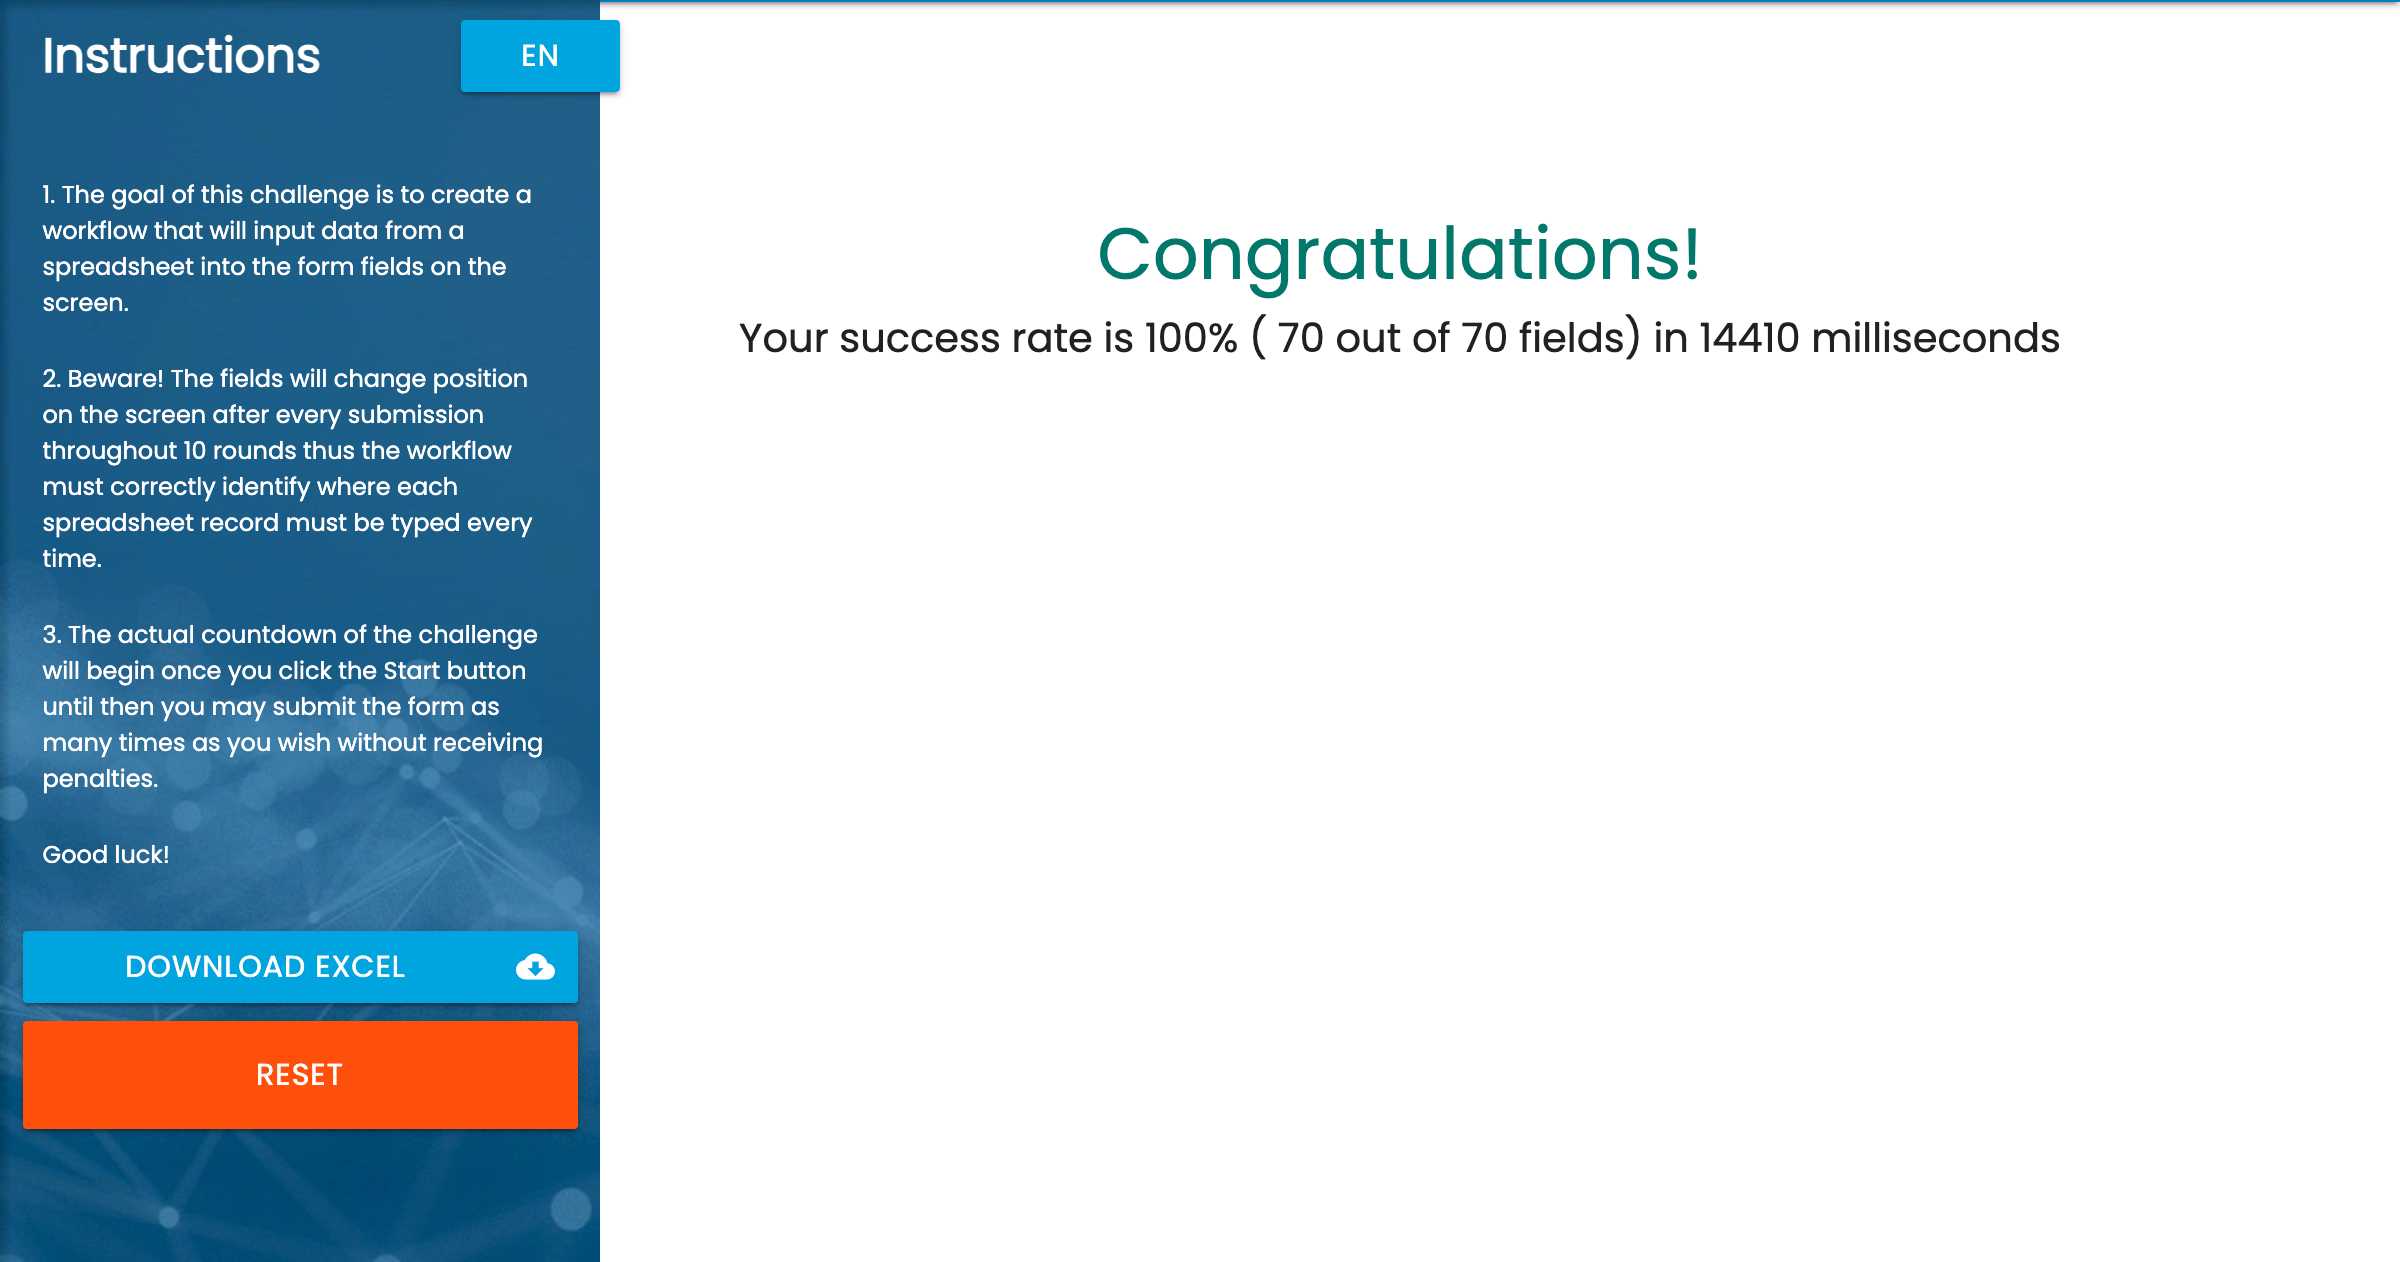 Instructions
EN
1. The goal of this challenge is to create a
workflow that will input data from a
spreadsheet into the form fields on the
screen.
2. Beware! The fields will change position
on the screen after every submission
throughout 10 rounds thus the workflow
must correctly identify where each
spreadsheet record must be typed every
time.
3. The actual countdown of the challenge
will begin once you click the Start button
until then you may submit the form as
many times as you wish without receiving
penalties.
Good luck!
DOWNLOAD EXCEL
RESET
Congratulations!
Your success rate is 100% ( 70 out of 70 fields) in 14410 milliseconds